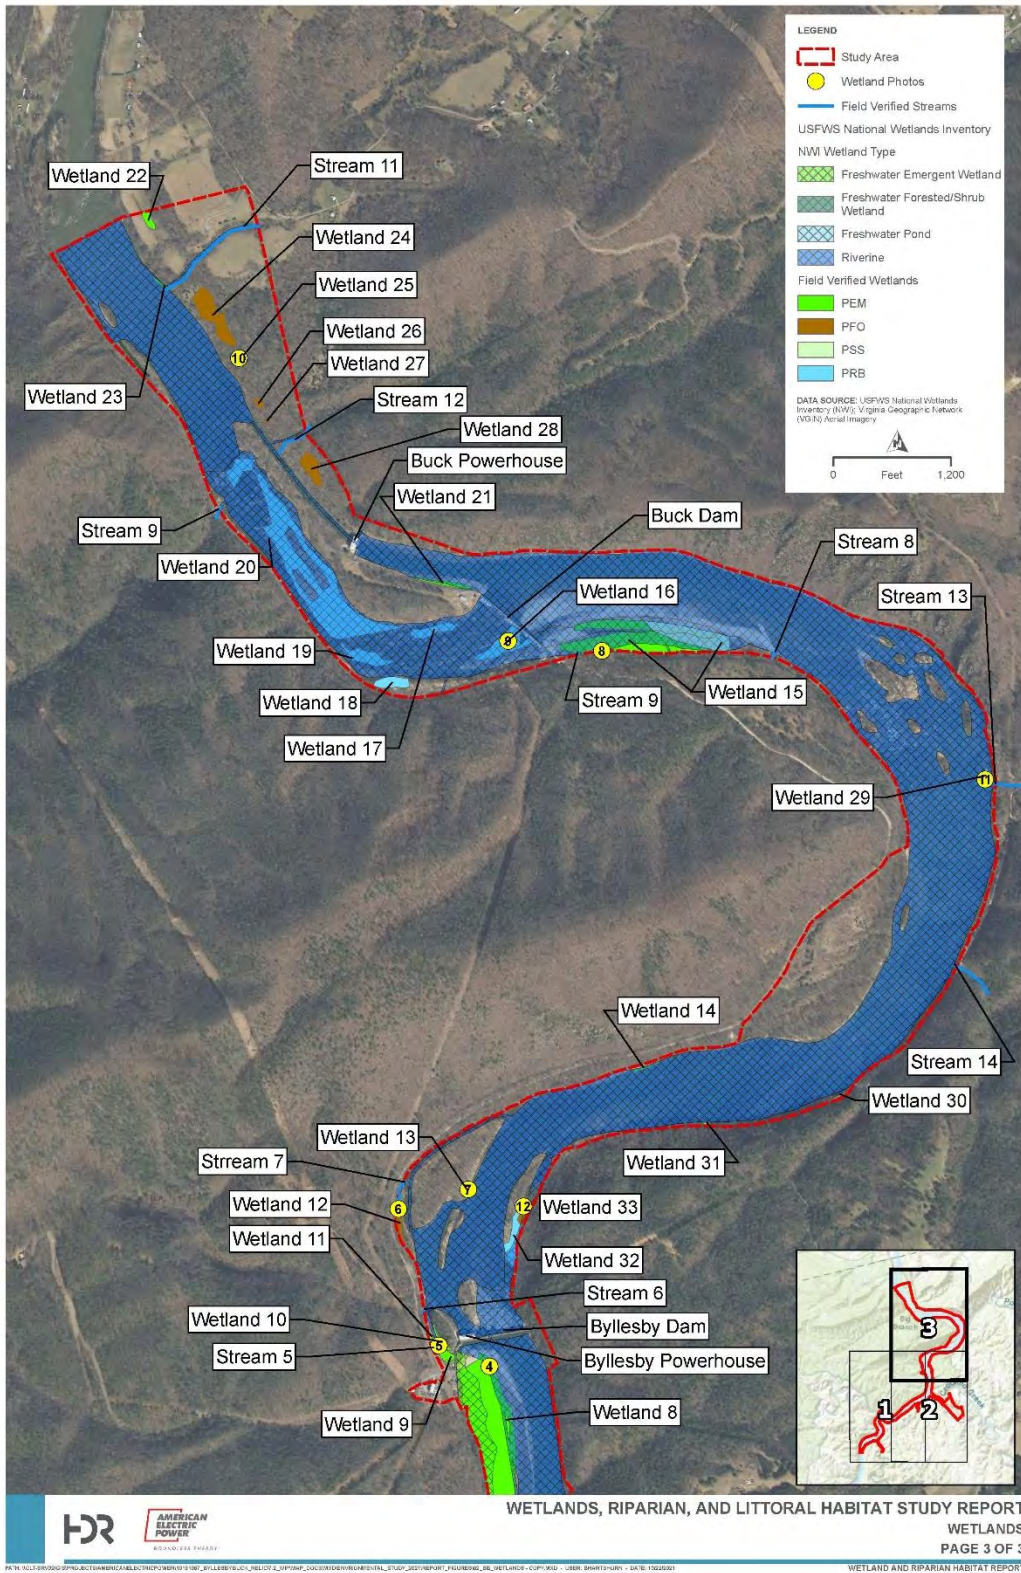 LEGEND
Study Area
Wetland Photos
Field Verified Streams
USFWS National Wetlands Inventory
NWI Wetland Type
Freshwater Emergent Wetland
Freshwater Forested/Shrub
Wetland
Freshwater Pond
Riverine
Field Verified Wetlands
PEM
PFO
PSS
PRB
DATA SOURCE: USFWS National Wetlands
Inventory (NWI); Virginia Geographic Network
(VGIN) Aerial Imagery
N
0 Feet 1,200
Wetland 22
Stream 11
Wetland 24
Wetland 25
10
Wetland 26
Wetland 27
Wetland 23
Stream 12
Wetland 28
Buck Powerhouse
Wetland 21
Buck Dam
Stream 9
Wetland 20
Stream 8
Stream 13
Wetland 16
9
8
Wetland 19
Wetland 18
Stream 9
Wetland 15
Wetland 17
11
Wetland 29
Wetland 14
Stream 14
Wetland 30
Wetland 13
Strream 7
Wetland 31
7
6
12
Wetland 12
Wetland 33
Wetland 11
Wetland 32
Stream 6
Wetland 10
Byllesby Dam
Stream 5
5
Byllesby Powerhouse
4
Wetland 9
Wetland 8
3
1
2
HDR
AMERICAN
ELECTRIC
POWER
BOUNDLESS ENERGY
WETLANDS, RIPARIAN, AND LITTORAL HABITAT STUDY REPORT
WETLANDS
PAGE 3 OF 3
WETLAND AND RIPARIAN HABITAT REPORT